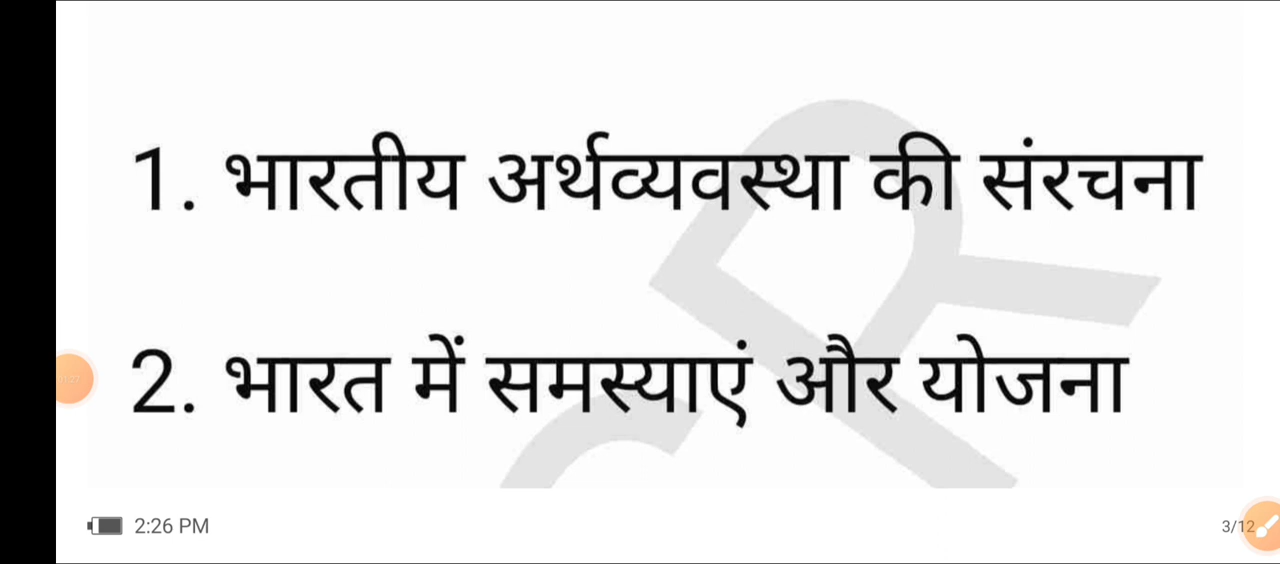 1. भारतीय अर्थव्यवस्था की संरचना
2. भारत में समस्याएं और योजना
2:26 PM
3/12